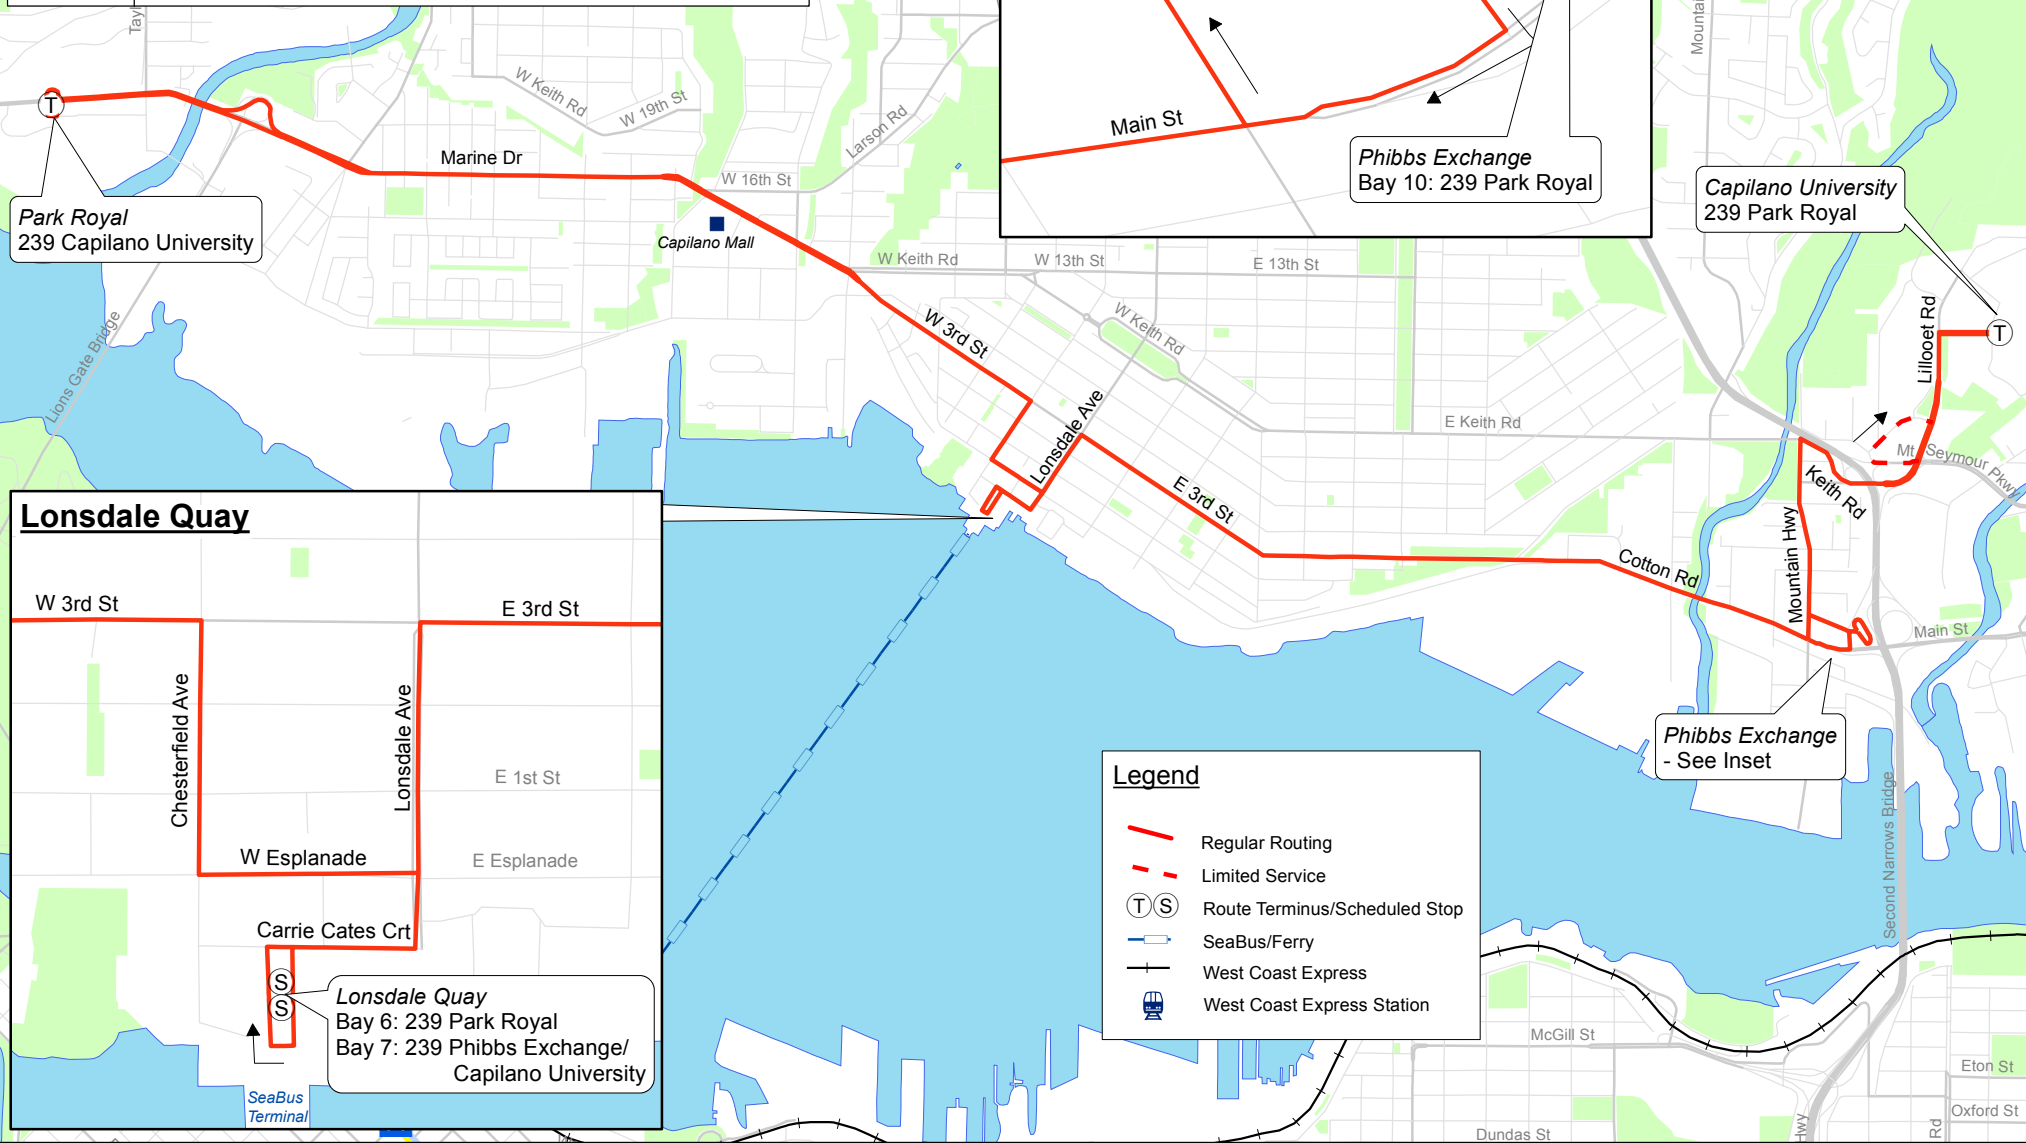 Tayl
Mountai
W Keith Rd
W 19th St
Larson Rd
Main St
Marine Dr
W 16th St
Phibbs Exchange
Bay 10: 239 Park Royal
Capilano University
239 Park Royal
T
Park Royal
239 Capilano University
Capilano Mall
W Keith Rd
W 13th St
E 13th St
Lions Gate Bridge
W 3rd St
W Keith Rd
Lillooet Rd
T
Lonsdale Ave
E Keith Rd
Mt. Seymour Pkwy
Keith Rd
E 3rd St
Mountain Hwy
Cotton Rd
Main St
Phibbs Exchange
- See Inset
Second Narrows Bridge
Lonsdale Quay
W 3rd St
E 3rd St
Chesterfield Ave
Lonsdale Ave
E 1st St
W Esplanade
E Esplanade
Carrie Cates Crt
S
S
Lonsdale Quay
Bay 6: 239 Park Royal
Bay 7: 239 Phibbs Exchange/
Capilano University
SeaBus
Terminal
Legend
Regular Routing
Limited Service
T S Route Terminus/Scheduled Stop
SeaBus/Ferry
West Coast Express
West Coast Express Station
McGill St
Eton St
Oxford St
Dundas St
Hwy
Rd